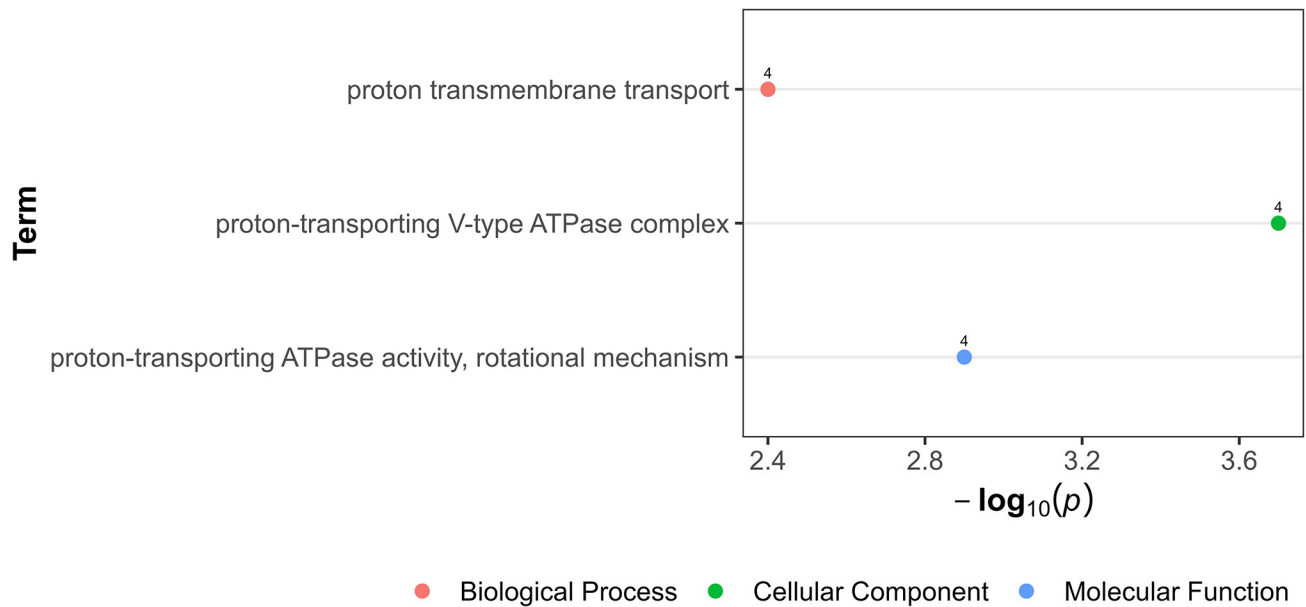 Term
proton transmembrane transport
4
proton-transporting V-type ATPase complex
4
proton-transporting ATPase activity, rotational mechanism
4
2.4 2.8 3.2 3.6
− log10(p)
Biological Process Cellular Component Molecular Function